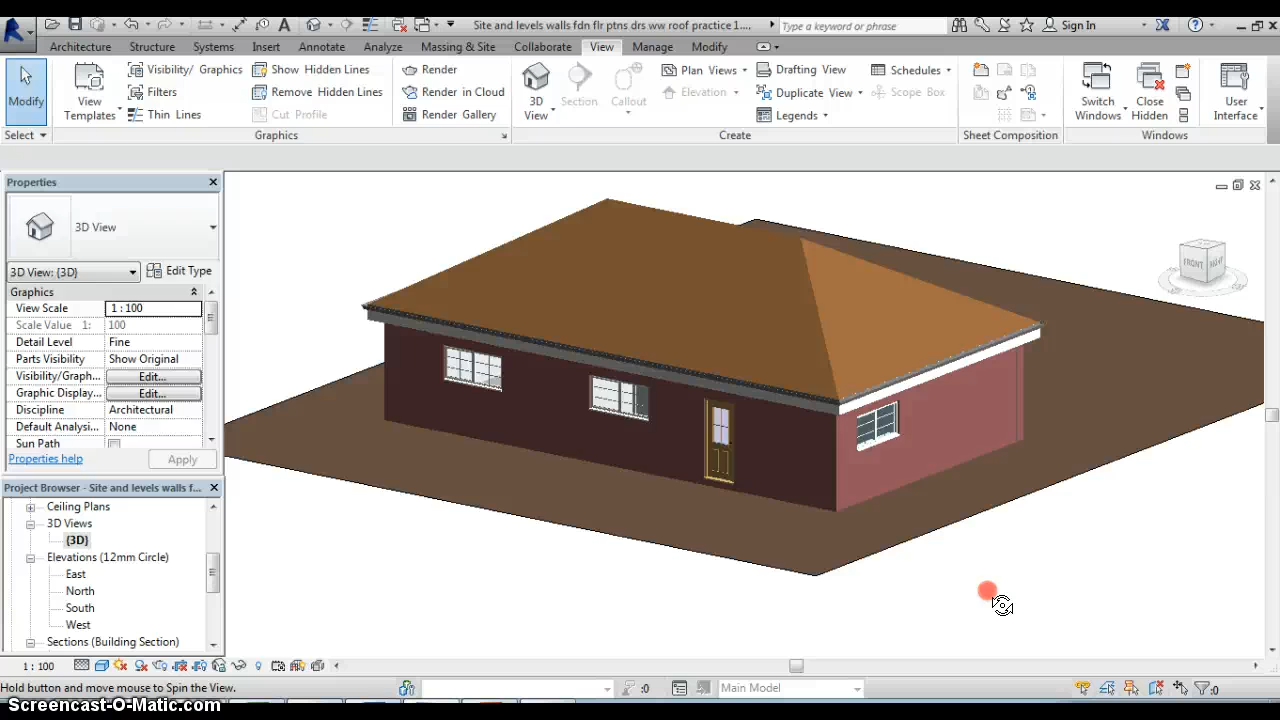 Site and levels walls fdn flr ptns drs ww roof practice 1....
Type a keyword or phrase
Sign In
Architecture Structure Systems Insert Annotate Analyze Massing & Site Collaborate View Manage Modify
Modify
Select
View Templates
Visibility/ Graphics
Filters
Thin Lines
Show Hidden Lines
Remove Hidden Lines
Cut Profile
Graphics
Render
Render in Cloud
Render Gallery
3D View
Section
Callout
Plan Views
Elevation
Drafting View
Duplicate View
Legends
Schedules
Scope Box
Create
Sheet Composition
Switch Windows
Close Hidden
User Interface
Windows
Properties
3D View
3D View: {3D}
Edit Type
Graphics
View Scale 1 : 100
Scale Value 1: 100
Detail Level Fine
Parts Visibility Show Original
Visibility/Graph... Edit...
Graphic Display... Edit...
Discipline Architectural
Default Analysi... None
Sun Path
Properties help
Apply
Project Browser - Site and levels walls f...
Ceiling Plans
3D Views
{3D}
Elevations (12mm Circle)
East
North
South
West
Sections (Building Section)
FRONT RIGHT
1 : 100
Hold button and move mouse to Spin the View.
:0
Main Model
:0
Screencast-O-Matic.com